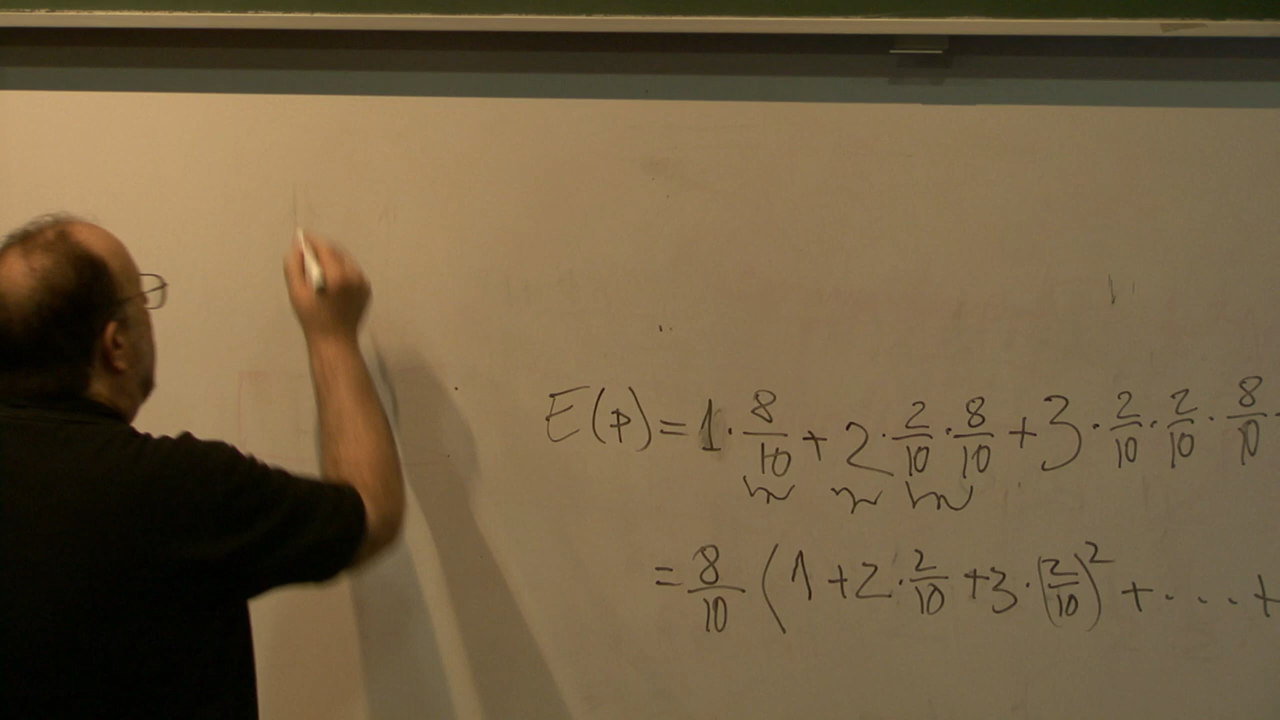 E(p) = 1 · 8/10 + 2 · 2/10 · 8/10 + 3 · 2/10 · 2/10 · 8/10
= 8/10 (1 + 2 · 2/10 + 3 · (2/10)² + .... +